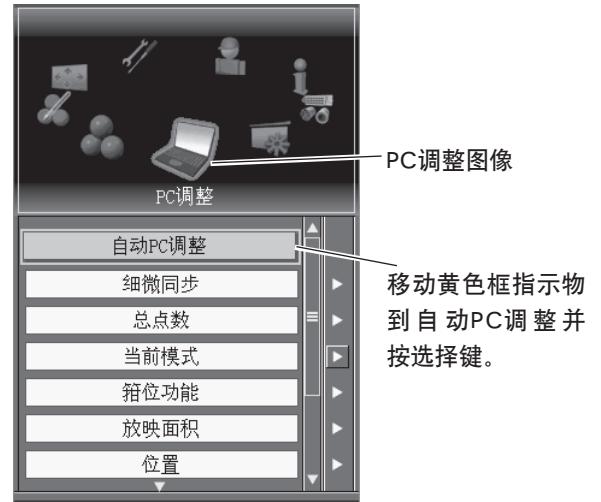 PC调整
PC调整图像
自动PC调整
移动黄色框指示物
到自动PC调整并
按选择键。
细微同步
总点数
当前模式
箝位功能
放映面积
位置